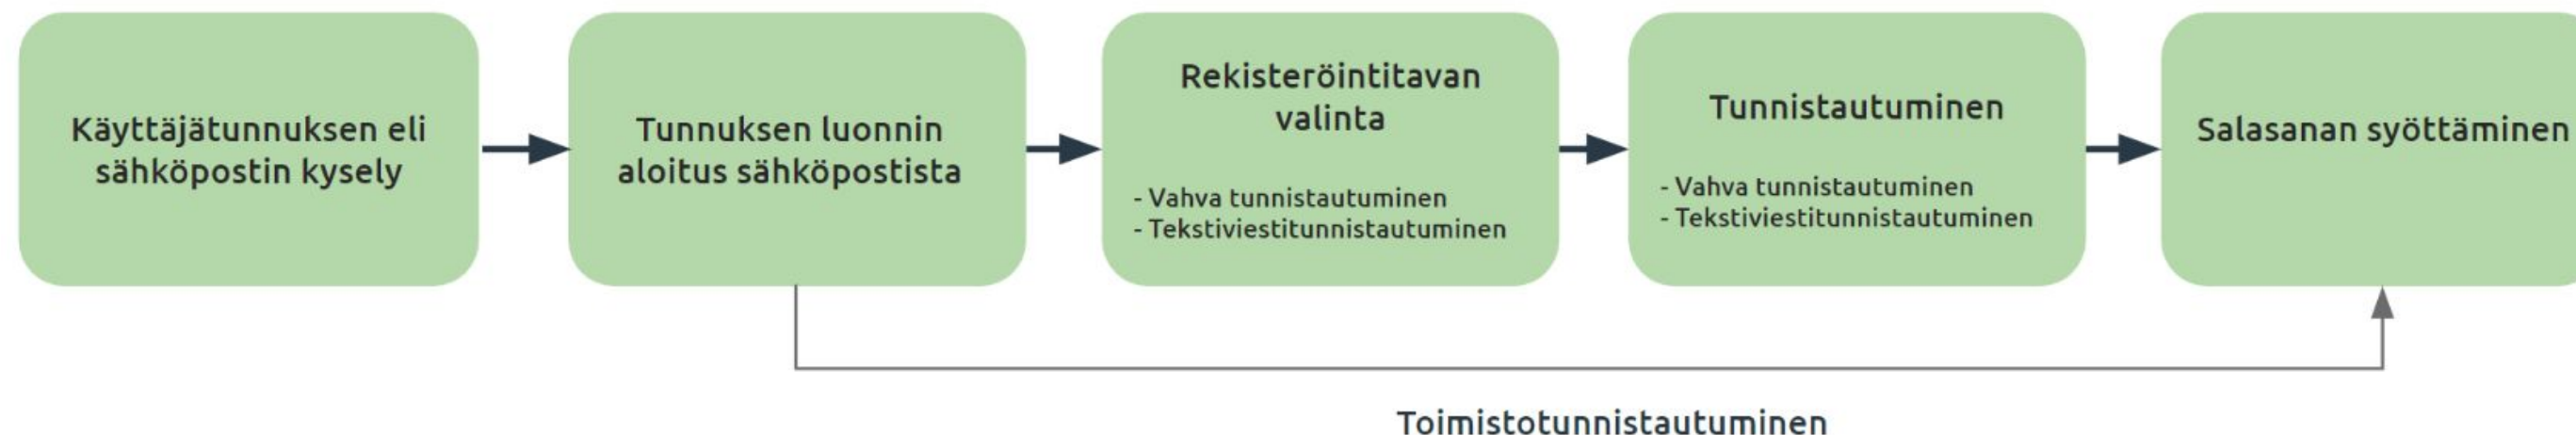 Käyttäjätunnuksen eli
sähköpostin kysely
Tunnuksen luonnin
aloitus sähköpostista
Rekisteröintitavan
valinta
- Vahva tunnistautuminen
- Tekstiviestitunnistautuminen
Tunnistautuminen
- Vahva tunnistautuminen
- Tekstiviestitunnistautuminen
Salasanan syöttäminen
Toimistotunnistautuminen